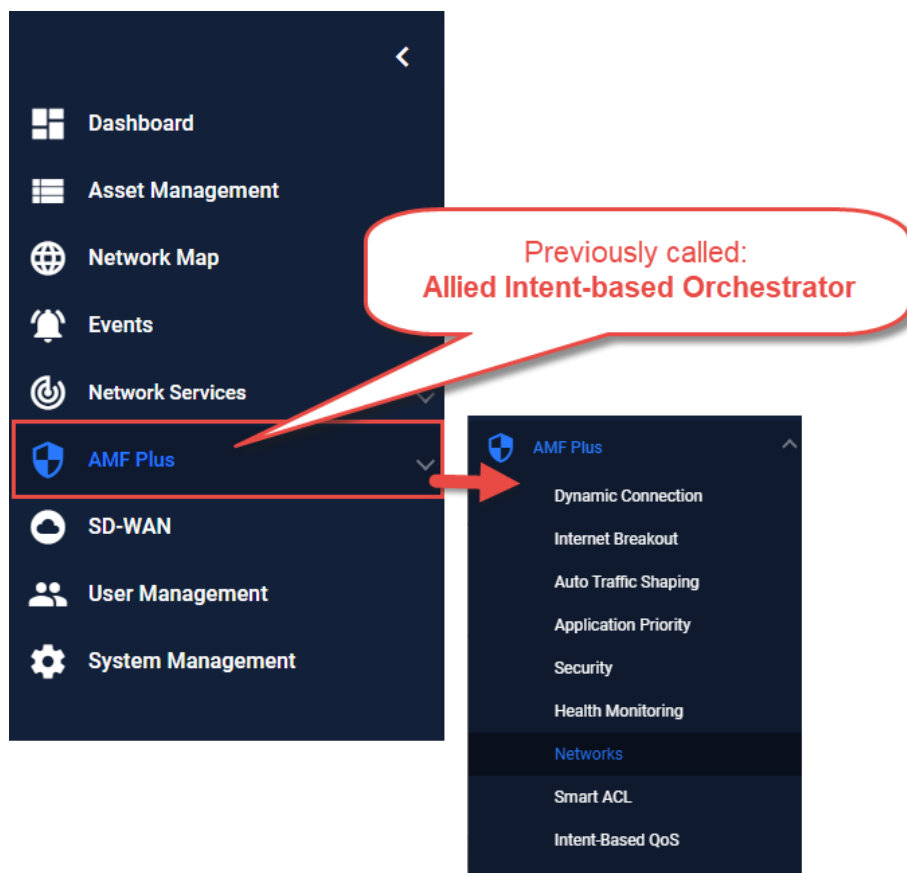 Dashboard
Asset Management
Network Map
Previously called:
Allied Intent-based Orchestrator
Events
Network Services
AMF Plus
SD-WAN
User Management
System Management
AMF Plus
Dynamic Connection
Internet Breakout
Auto Traffic Shaping
Application Priority
Security
Health Monitoring
Networks
Smart ACL
Intent-Based QoS